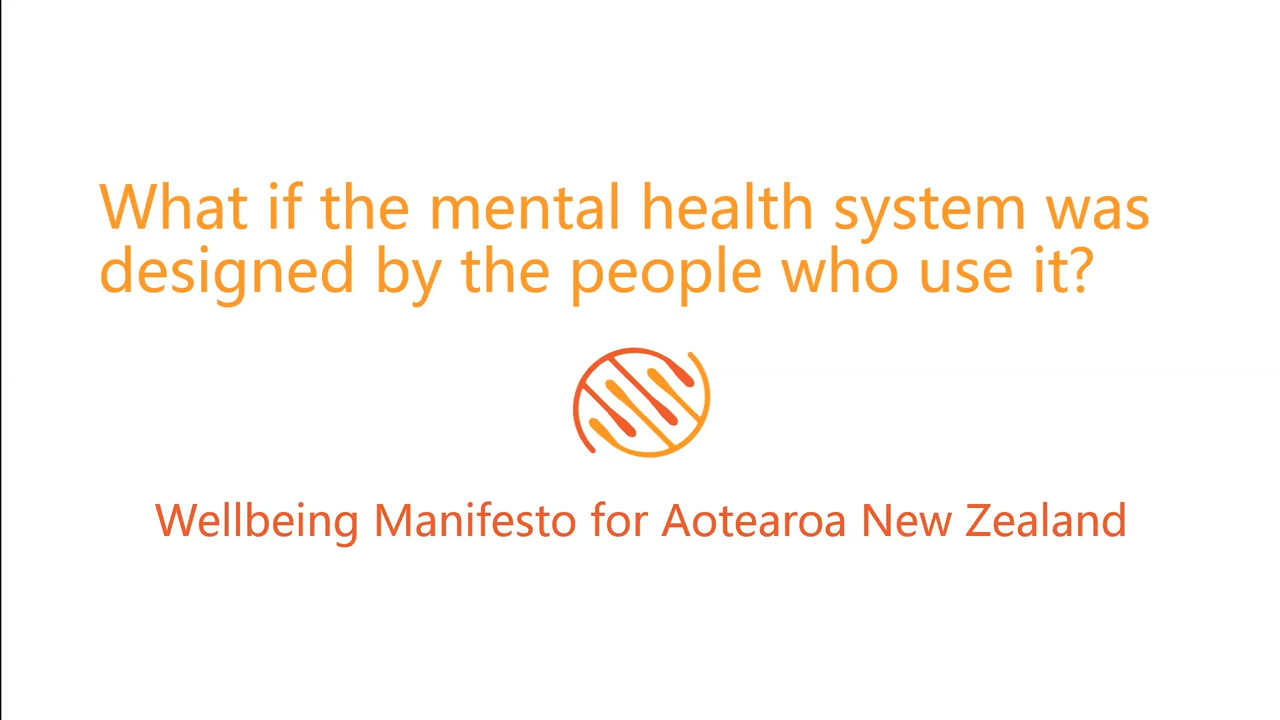 What if the mental health system was
designed by the people who use it?
Wellbeing Manifesto for Aotearoa New Zealand